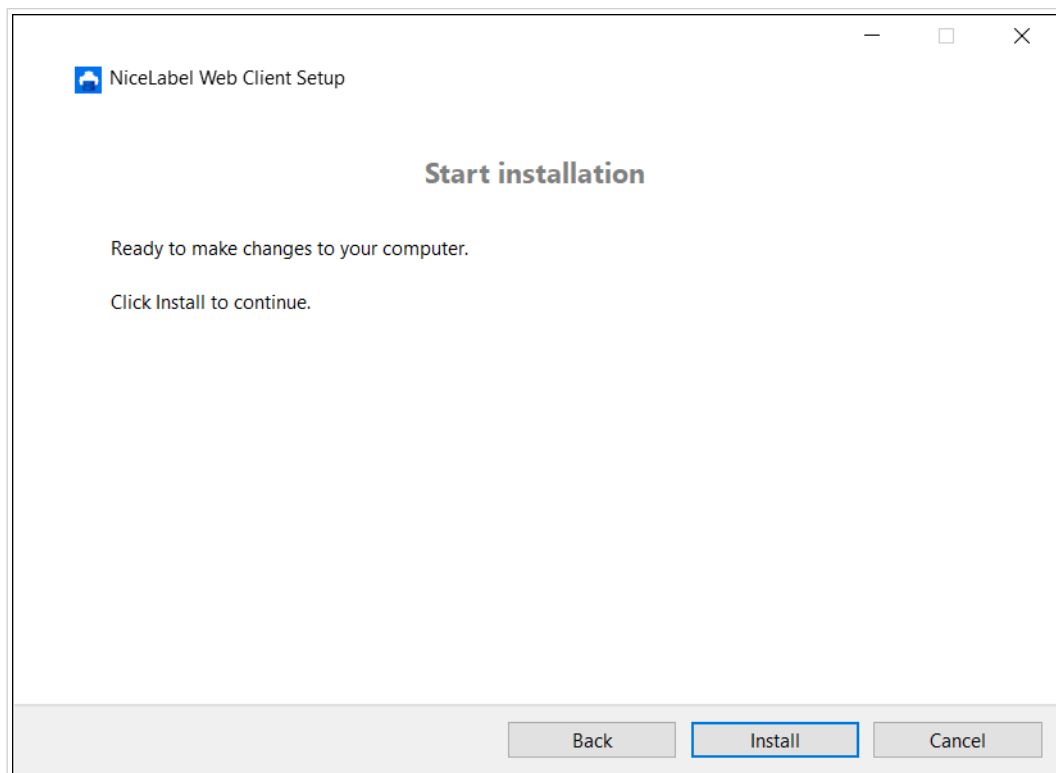 NiceLabel Web Client Setup
Start installation
Ready to make changes to your computer.
Click Install to continue.
Back
Install
Cancel